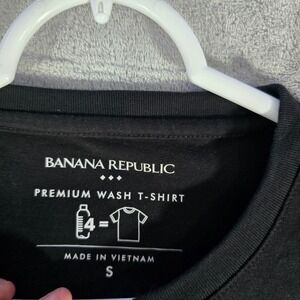 BANANA REPUBLIC
PREMIUM WASH T-SHIRT
4 =
MADE IN VIETNAM
S